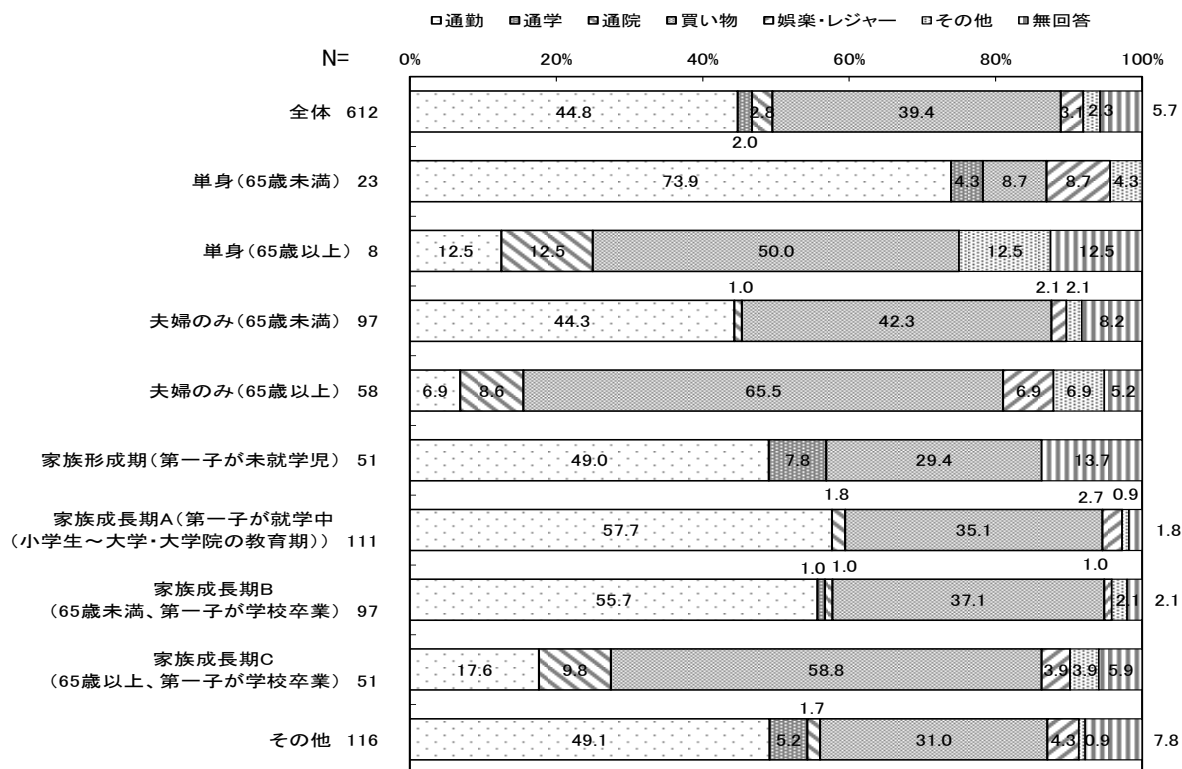 通勤 通学 通院 買い物 娯楽・レジャー その他 無回答
N= 0% 20% 40% 60% 80% 100%
全体 612 44.8 2.8 39.4 3.1 2.3 5.7
2.0
単身(65歳未満) 23 73.9 4.3 8.7 8.7 4.3
単身(65歳以上) 8 12.5 12.5 50.0 12.5 12.5
1.0 2.1 2.1
夫婦のみ(65歳未満) 97 44.3 42.3 8.2
夫婦のみ(65歳以上) 58 6.9 8.6 65.5 6.9 6.9 5.2
家族形成期(第一子が未就学児) 51 49.0 7.8 29.4 13.7
1.8 2.7 0.9
家族成長期A(第一子が就学中
(小学生~大学・大学院の教育期)) 111 57.7 35.1 1.8
1.0 1.0 1.0
家族成長期B
(65歳未満、第一子が学校卒業) 97 55.7 37.1 2.1 2.1
家族成長期C
(65歳以上、第一子が学校卒業) 51 17.6 9.8 58.8 3.9 3.9 5.9
1.7
その他 116 49.1 5.2 31.0 4.3 0.9 7.8